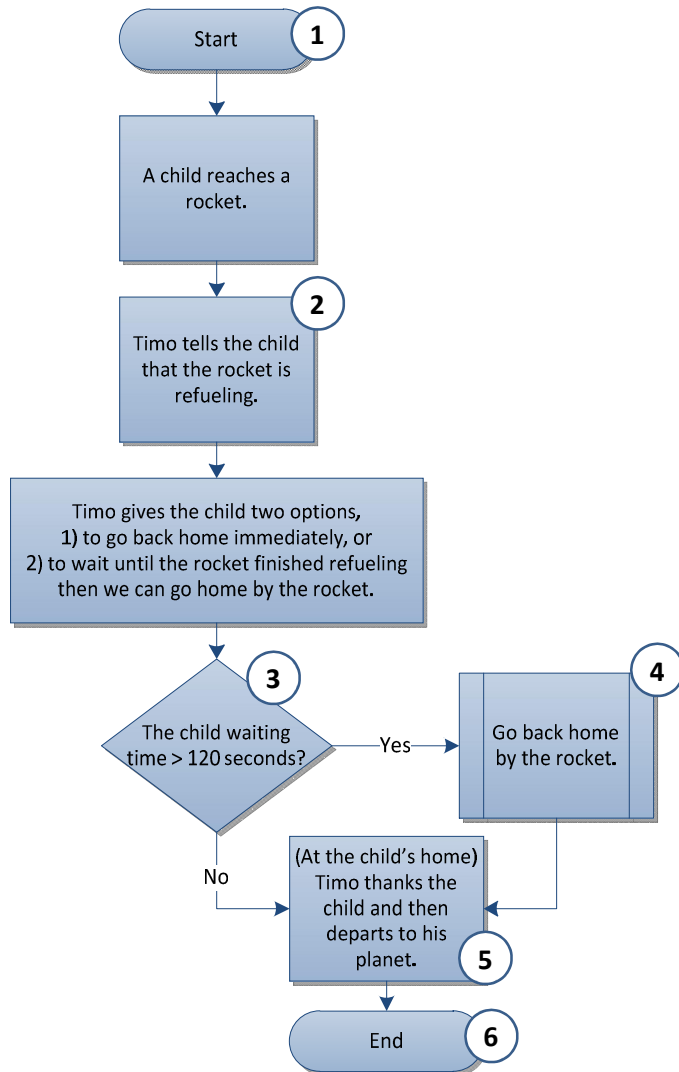 Start
1
A child reaches a
rocket.
2
Timo tells the child
that the rocket is
refueling.
Timo gives the child two options,
1) to go back home immediately, or
2) to wait until the rocket finished refueling
then we can go home by the rocket.
3
The child waiting
time > 120 seconds?
Yes
4
Go back home
by the rocket.
No
(At the child's home)
Timo thanks the
child and then
departs to his
planet.
5
End
6